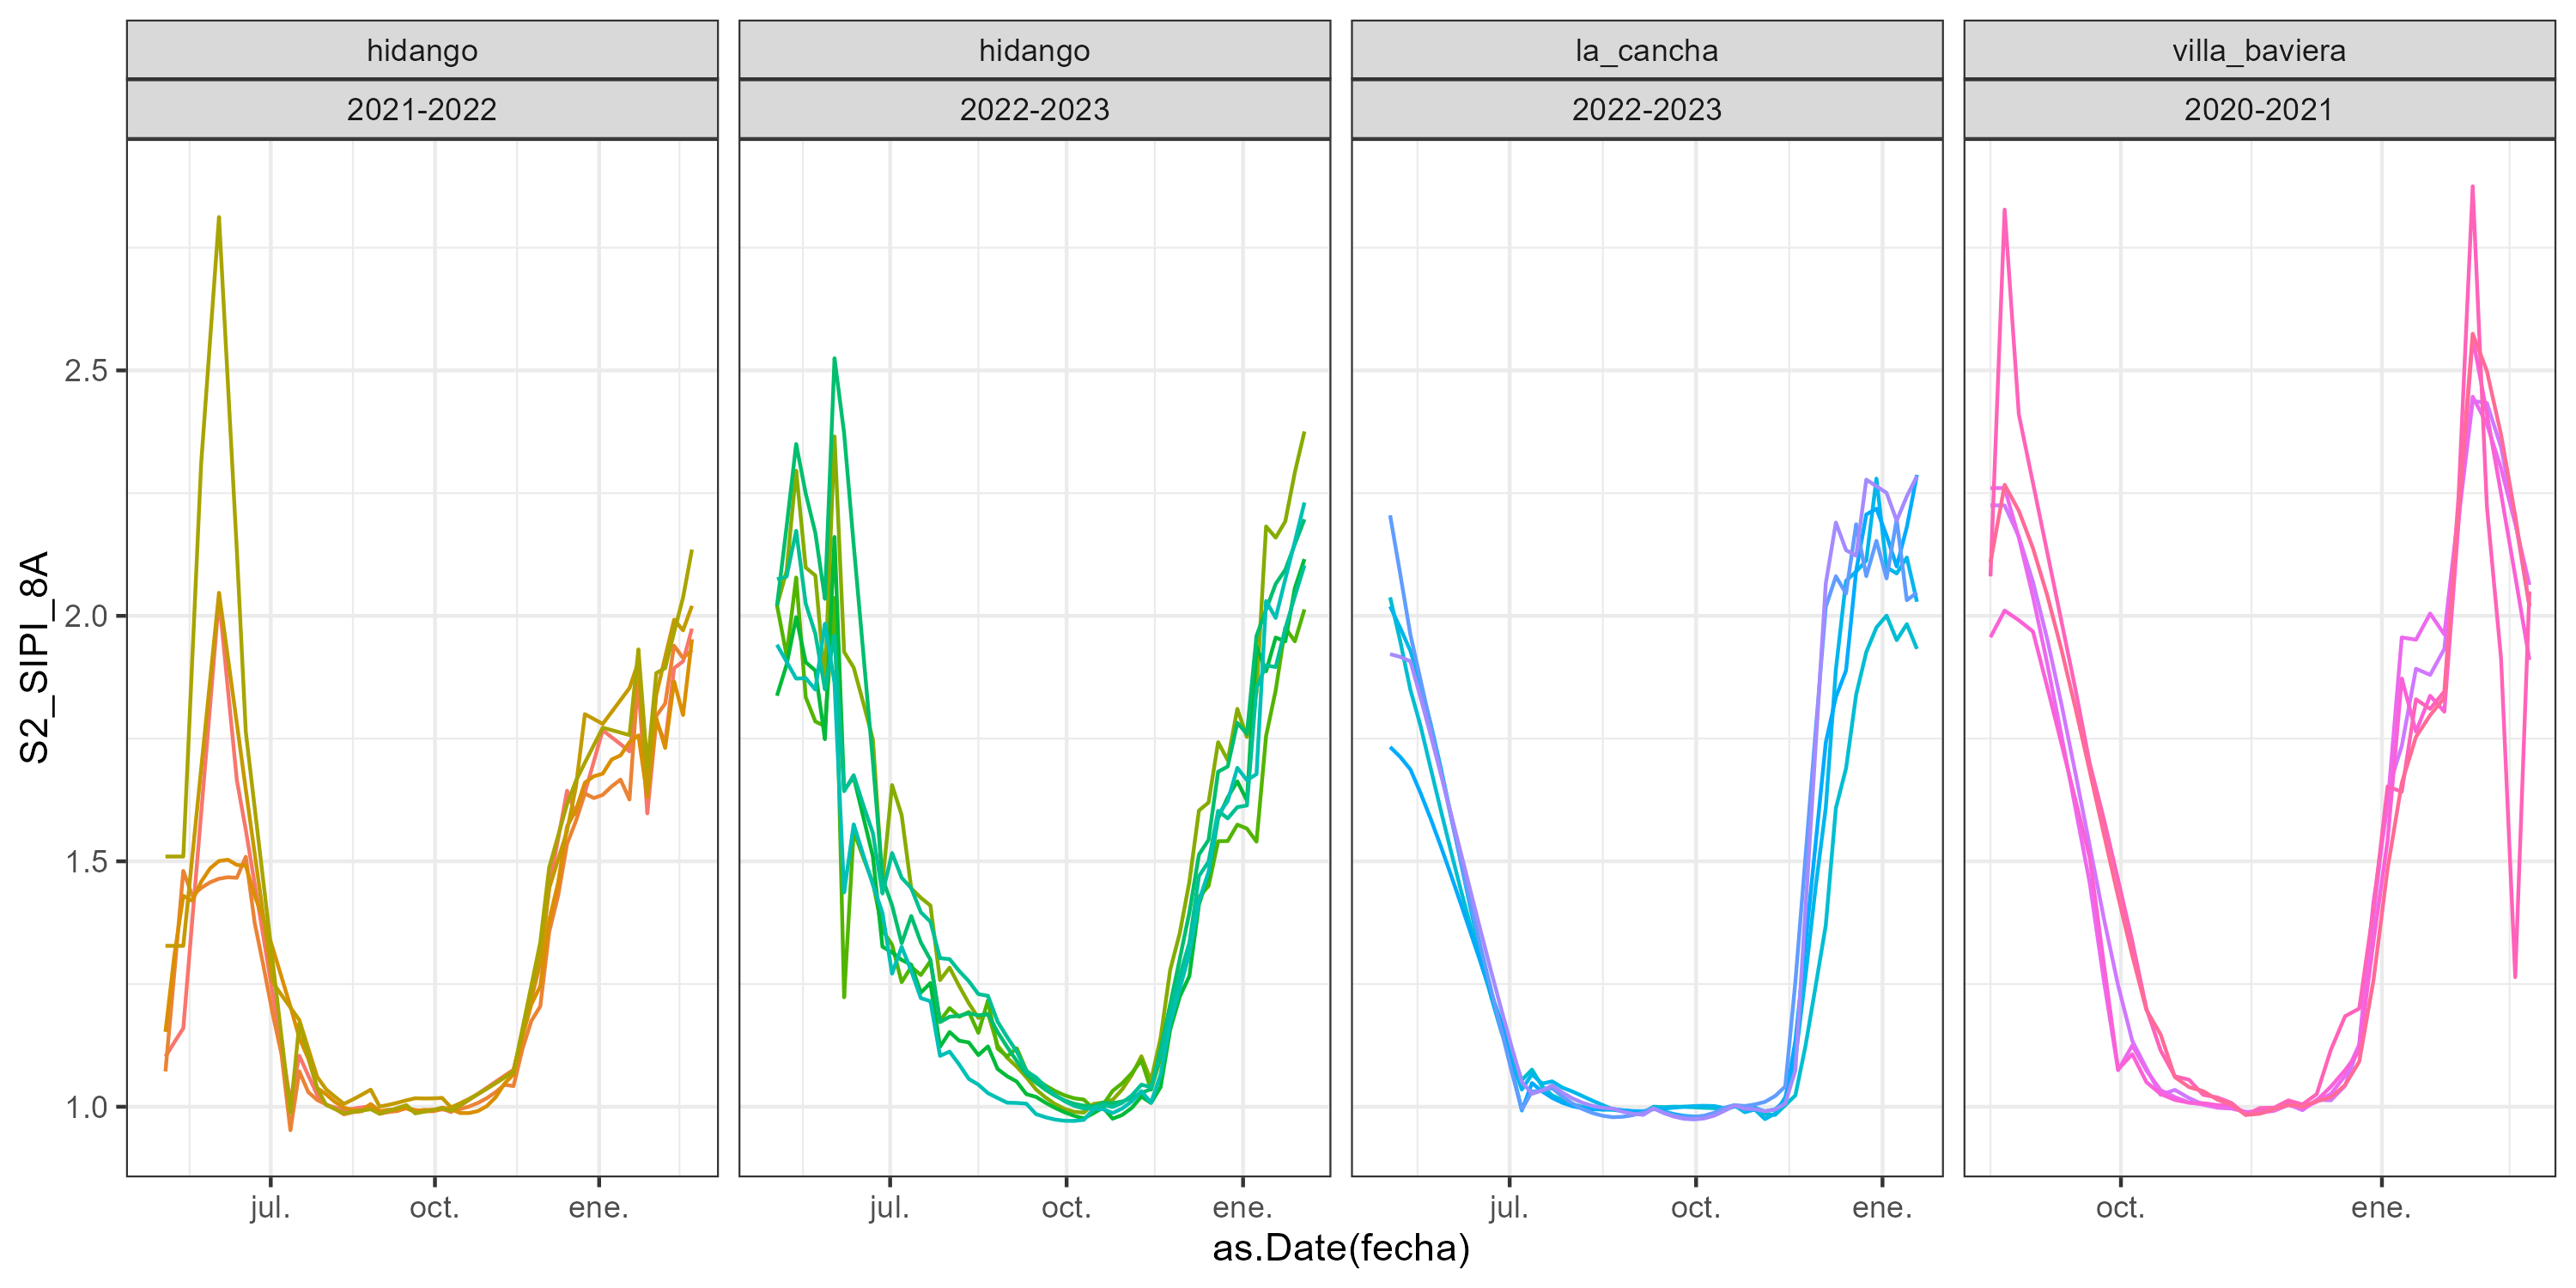 hidango
2021-2022
hidango
2022-2023
la_cancha
2022-2023
villa_baviera
2020-2021
S2_SIPI_8A
2.5
2.0
1.5
1.0
jul.
oct.
ene.
jul.
oct.
ene.
jul.
oct.
ene.
oct.
ene.
as.Date(fecha)